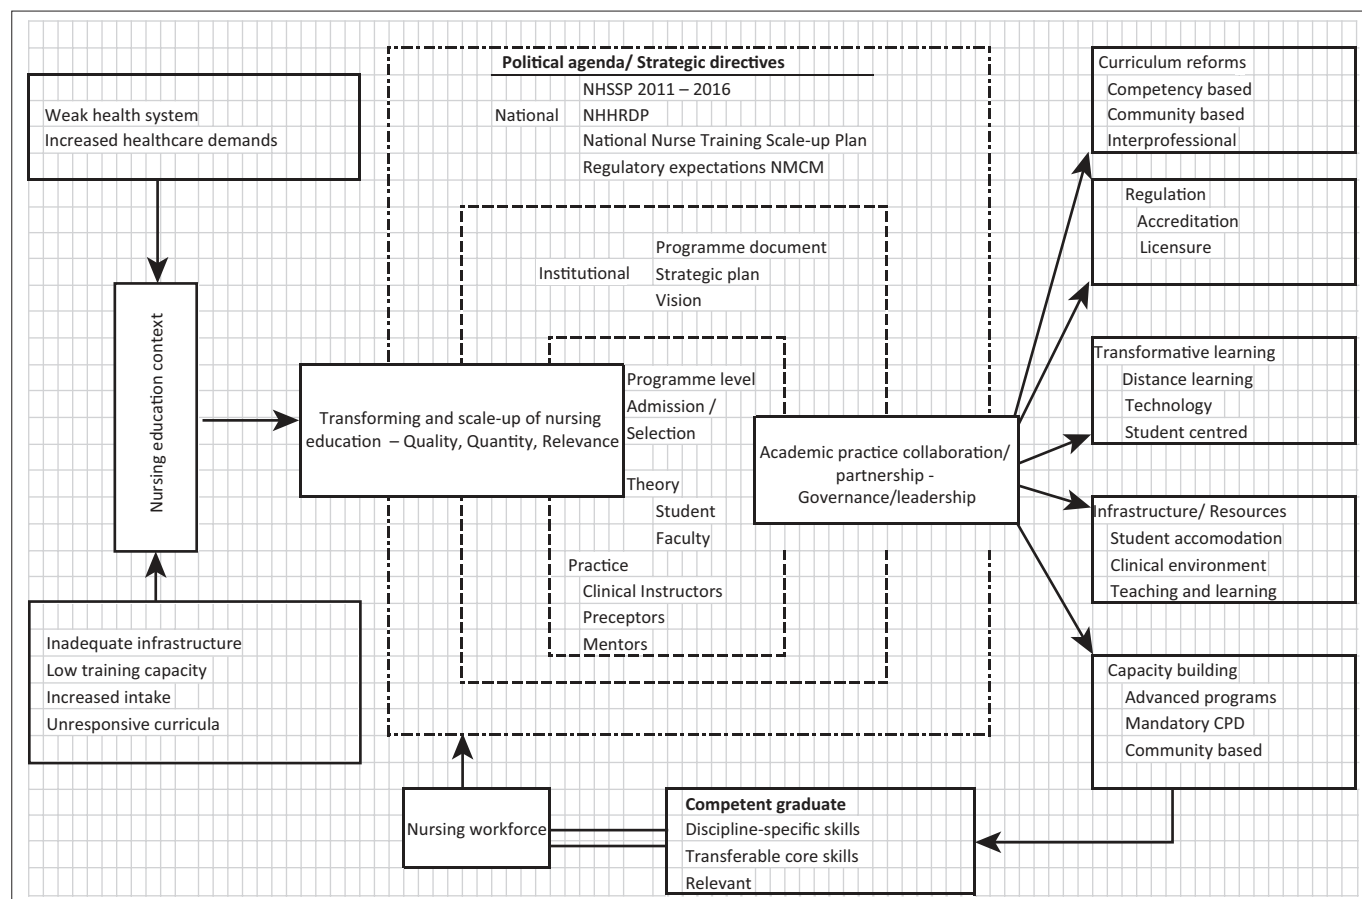 Weak health system
Increased healthcare demands
Nursing education context
Inadequate infrastructure
Low training capacity
Increased intake
Unresponsive curricula
Political agenda/ Strategic directives
NHSSP 2011 – 2016
National NHHRDP
National Nurse Training Scale-up Plan
Regulatory expectations NMCM
Programme document
Institutional Strategic plan
Vision
Transforming and scale-up of nursing
education – Quality, Quantity, Relevance
Programme level
Admission /
Selection
Theory
Student
Faculty
Practice
Clinical Instructors
Preceptors
Mentors
Academic practice collaboration/
partnership -
Governance/leadership
Curriculum reforms
Competency based
Community based
Interprofessional
Regulation
Accreditation
Licensure
Transformative learning
Distance learning
Technology
Student centred
Infrastructure/ Resources
Student accomodation
Clinical environment
Teaching and learning
Capacity building
Advanced programs
Mandatory CPD
Community based
Competent graduate
Discipline-specific skills
Transferable core skills
Relevant
Nursing workforce